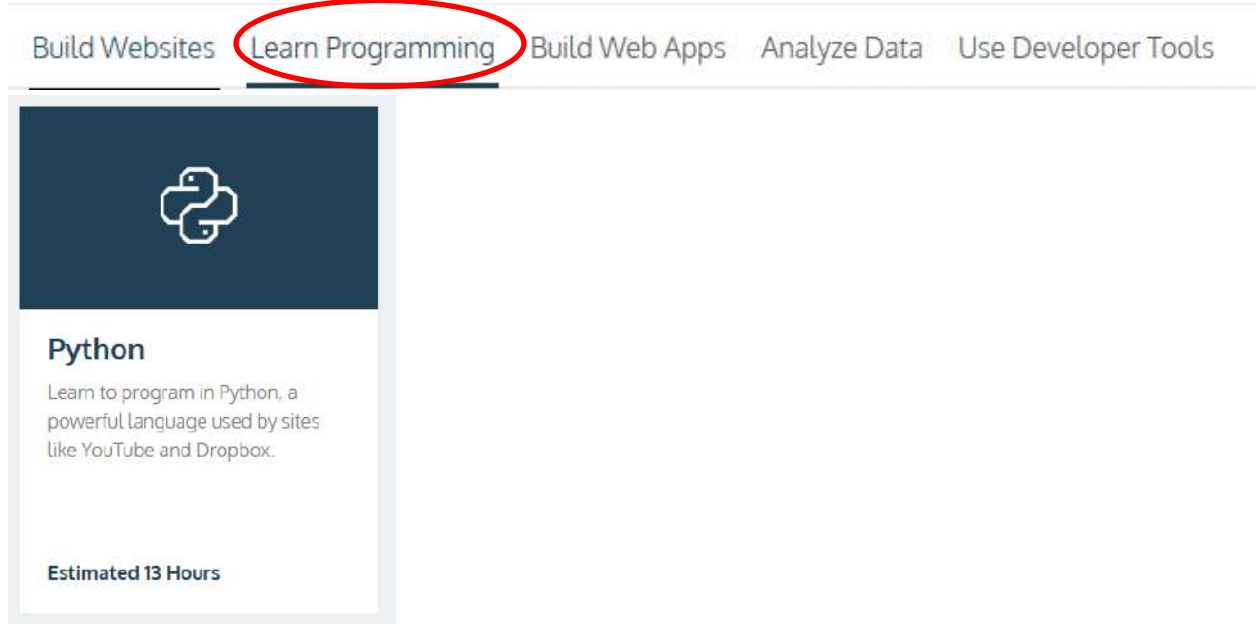 Build Websites Learn Programming Build Web Apps Analyze Data Use Developer Tools
Python
Learn to program in Python, a
powerful language used by sites
like YouTube and Dropbox.
Estimated 13 Hours